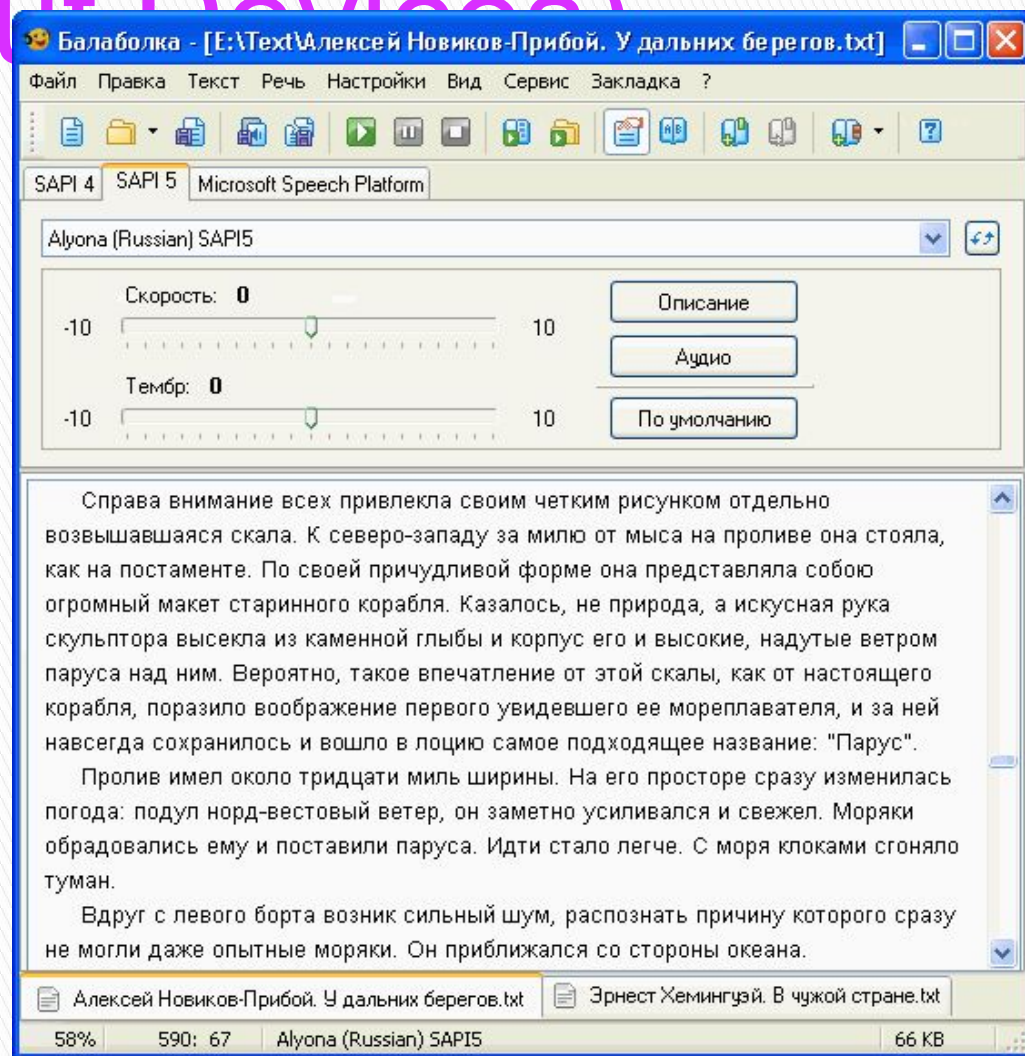 Балаболка - [E:\Text\Алексей Новиков-Прибой. У дальних берегов.txt]
Файл Правка Текст Речь Настройки Вид Сервис Закладка ?
SAPI 4 SAPI 5 Microsoft Speech Platform
Alyona (Russian) SAPI5
Скорость: 0
-10 10
Описание
Аудио
Тембр: 0
-10 10
По умолчанию
Справа внимание всех привлекла своим четким рисунком отдельно
возвышавшаяся скала. К северо-западу за милю от мыса на проливе она стояла,
как на постаменте. По своей причудливой форме она представляла собою
огромный макет старинного корабля. Казалось, не природа, а искусная рука
скульптора высекла из каменной глыбы и корпус его и высокие, надутые ветром
паруса над ним. Вероятно, такое впечатление от этой скалы, как от настоящего
корабля, поразило воображение первого увидевшего ее мореплавателя, и за ней
навсегда сохранилось и вошло в лоцию самое подходящее название: "Парус".
Пролив имел около тридцати миль ширины. На его просторе сразу изменилась
погода: подул норд-вестовый ветер, он заметно усиливался и свежел. Моряки
обрадовались ему и поставили паруса. Идти стало легче. С моря клоками сгоняло
туман.
Вдруг с левого борта возник сильный шум, распознать причину которого сразу
не могли даже опытные моряки. Он приближался со стороны океана.
Алексей Новиков-Прибой. У дальних берегов.txt Эрнест Хемингуэй. В чужой стране.txt
58% 590: 67 Alyona (Russian) SAPI5 66 KB